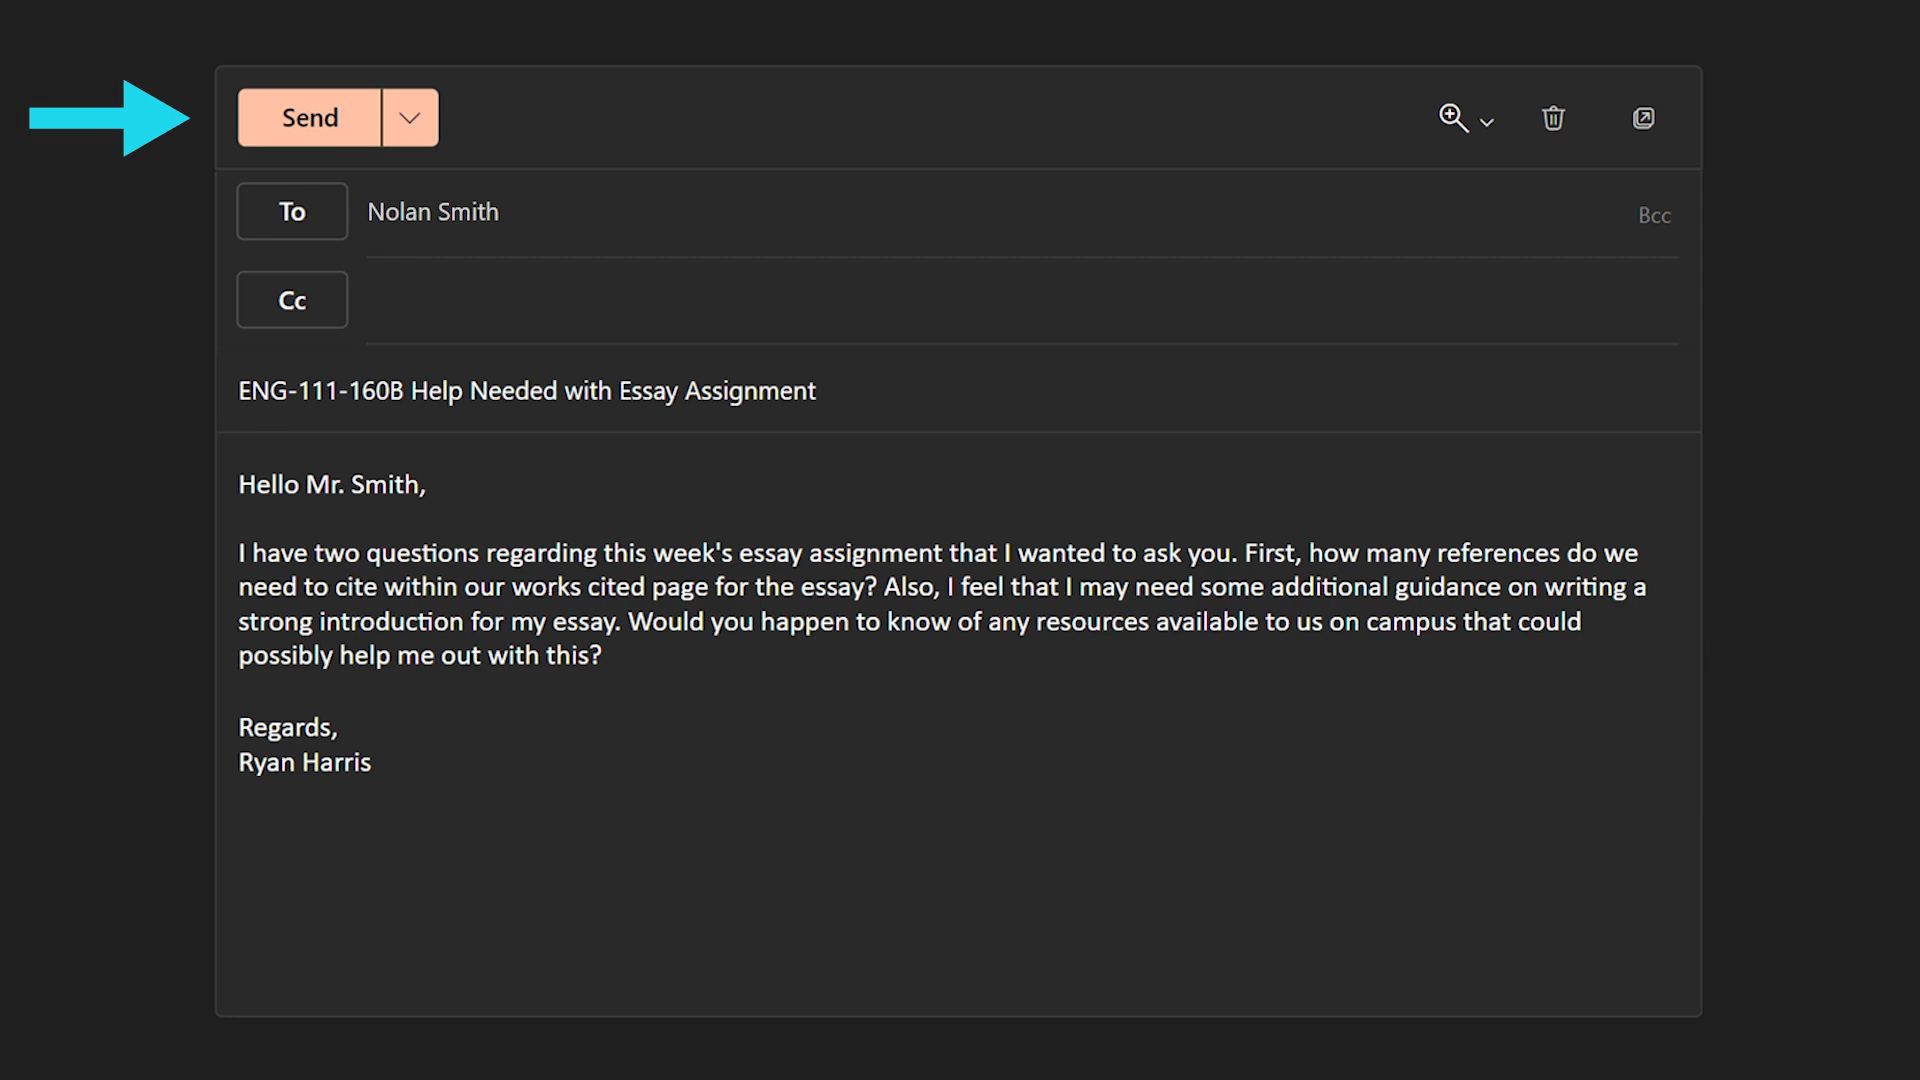 Send
To Nolan Smith Bcc
Cc
ENG-111-160B Help Needed with Essay Assignment
Hello Mr. Smith,
I have two questions regarding this week's essay assignment that I wanted to ask you. First, how many references do we
need to cite within our works cited page for the essay? Also, I feel that I may need some additional guidance on writing a
strong introduction for my essay. Would you happen to know of any resources available to us on campus that could
possibly help me out with this?
Regards,
Ryan Harris